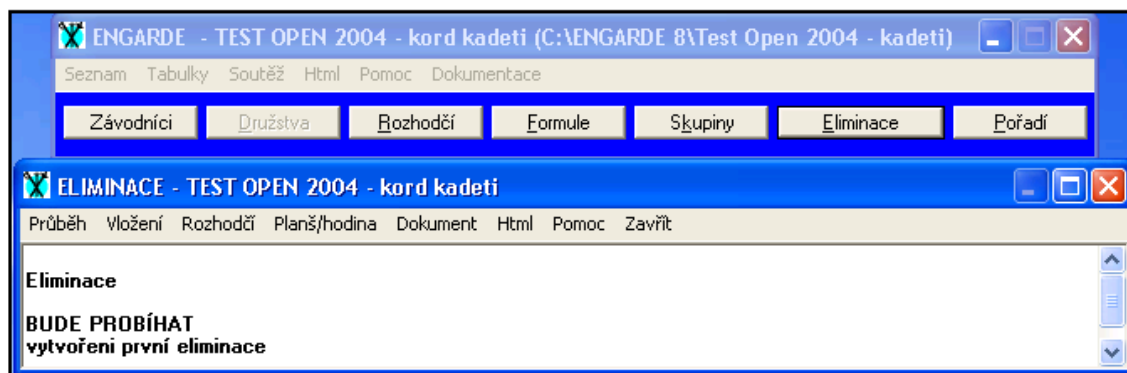 ENGARDE - TEST OPEN 2004 - kord kadeti (C:\ENGARDE 8\Test Open 2004 - kadeti)
Seznam Tabulky Soutěž Html Pomoc Dokumentace
Závodníci Družstva Rozhodčí Formule Skupiny Eliminace Pořadí
ELIMINACE - TEST OPEN 2004 - kord kadeti
Průběh Vložení Rozhodčí Planš/hodina Dokument Html Pomoc Zavřít
Eliminace
BUDE PROBÍHAT
vytvořeni první eliminace